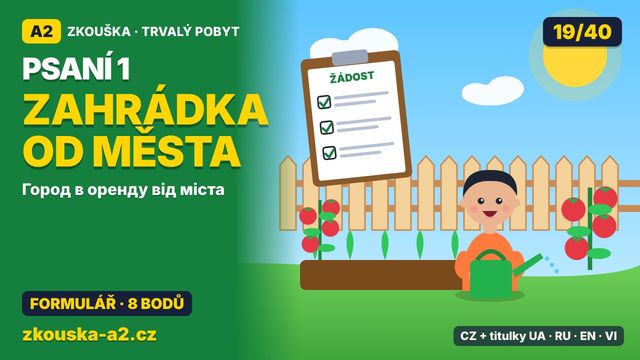 A2 ZKOUŠKA · TRVALÝ POBYT
19/40
PSANÍ 1
ZAHRÁDKA
OD MĚSTA
Город в оренду від міста
ŽÁDOST
FORMULÁŘ · 8 BODŮ
zkouska-a2.cz
CZ + titulky UA · RU · EN · VI